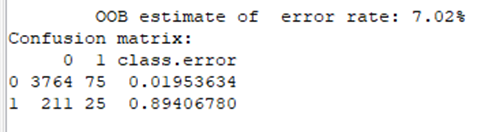 OOB estimate of  error rate: 7.02%
Confusion matrix:
     0  1 class.error
0 3764 75  0.01953634
1  211 25  0.89406780